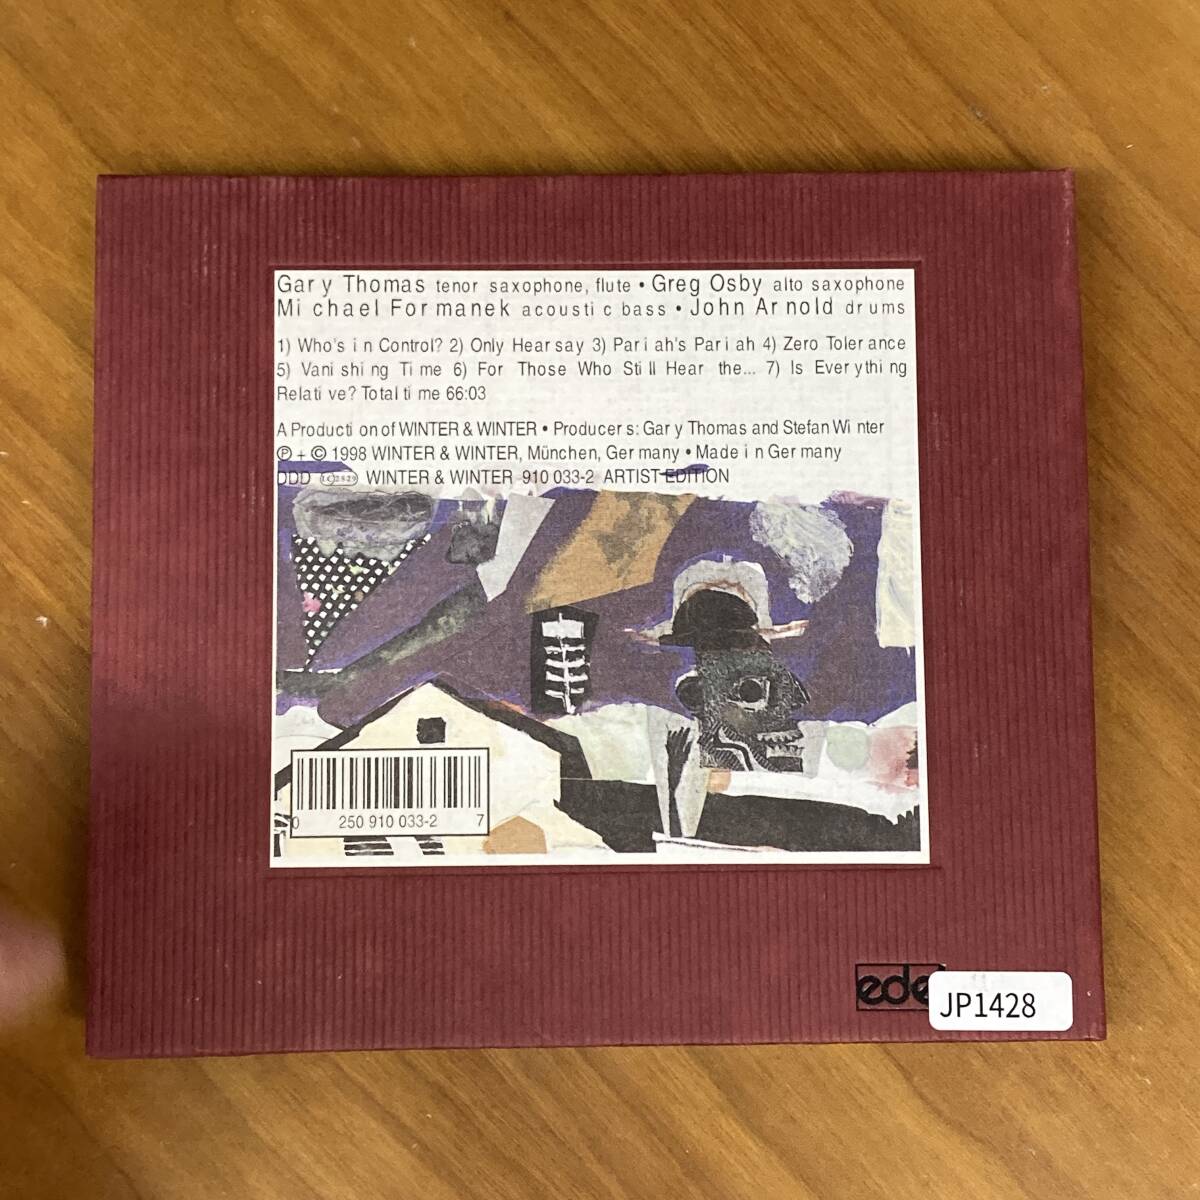 Gary Thomas tenor saxophone, flute • Greg Osby alto saxophone
Michael Formanek acoustic bass • John Arnold drums
1) Who's in Control? 2) Only Hearsay 3) Pariah's Pariah 4) Zero Tolerance
5) Vanishing Time 6) For Those Who Still Hear the... 7) Is Everything
Relative? Total time 66:03
A Production of WINTER & WINTER • Producers: Gary Thomas and Stefan Winter
℗ + © 1998 WINTER & WINTER, München, Germany • Made in Germany
DDD LC 2829 WINTER & WINTER 910 033-2 ARTIST EDITION
0 250 910 033-2 7
ede
JP1428